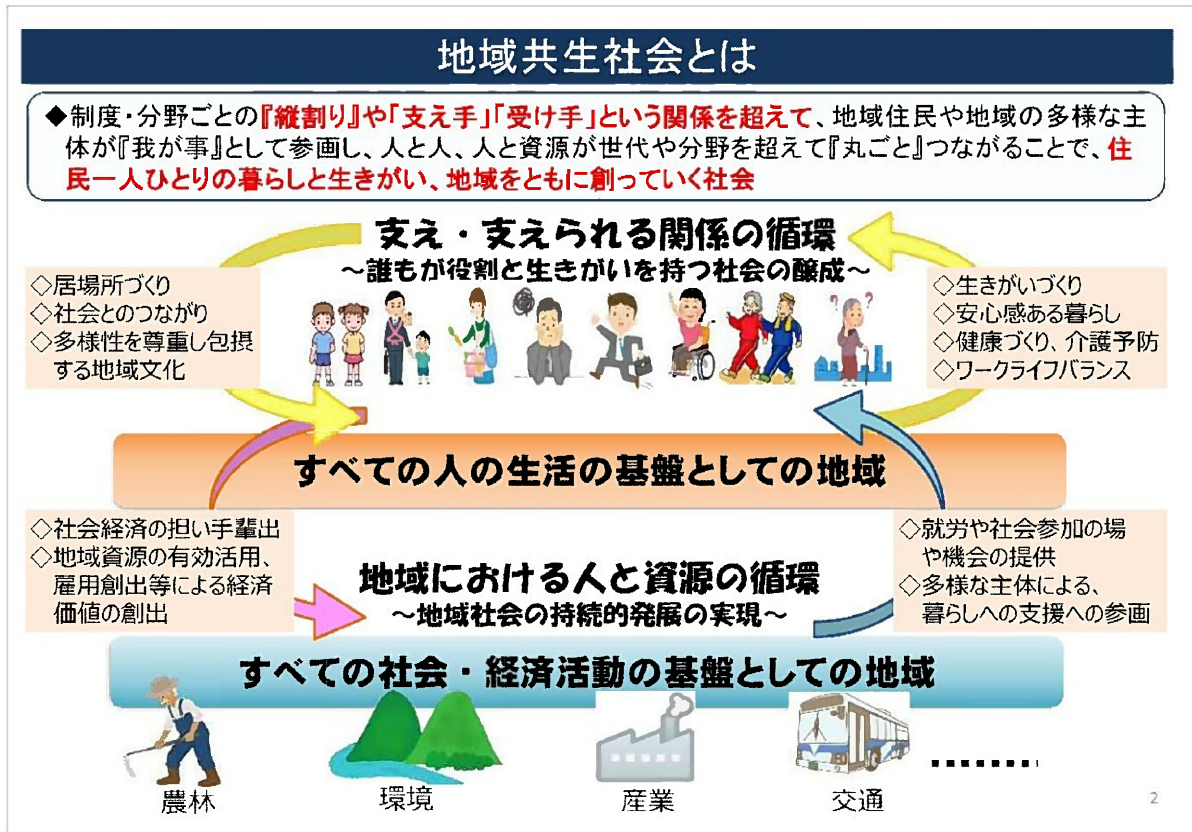 地域共生社会とは
◆制度・分野ごとの『縦割り』や「支え手」「受け手」という関係を超えて、地域住民や地域の多様な主
体が『我が事』として参画し、人と人、人と資源が世代や分野を超えて『丸ごと』つながることで、住
民一人ひとりの暮らしと生きがい、地域をともに創っていく社会
支え・支えられる関係の循環
～誰もが役割と生きがいを持つ社会の醸成～
◇居場所づくり
◇社会とのつながり
◇多様性を尊重し包摂
する地域文化
◇生きがいづくり
◇安心感ある暮らし
◇健康づくり、介護予防
◇ワークライフバランス
すべての人の生活の基盤としての地域
◇社会経済の担い手輩出
◇地域資源の有効活用、
雇用創出等による経済
価値の創出
地域における人と資源の循環
～地域社会の持続的発展の実現～
◇就労や社会参加の場
や機会の提供
◇多様な主体による、
暮らしへの支援への参画
すべての社会・経済活動の基盤としての地域
農林
環境
産業
交通
2